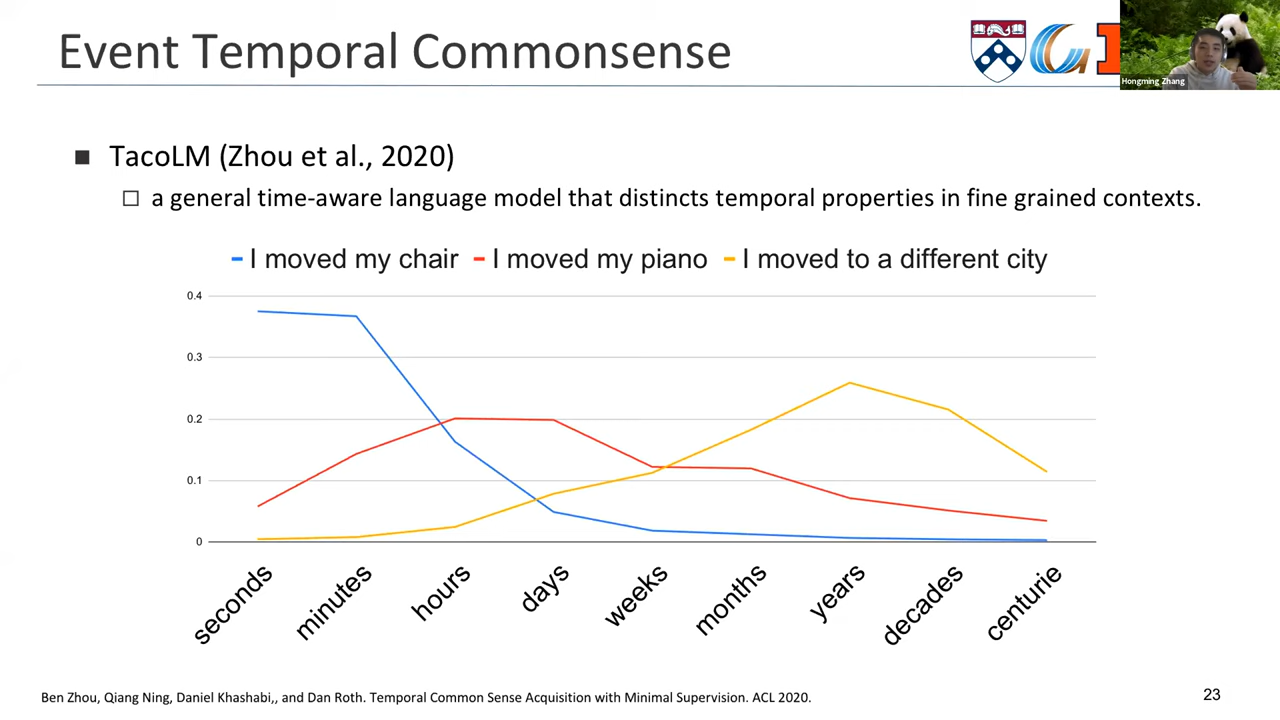 Event Temporal Commonsense
Hongming Zhang
■ TacoLM (Zhou et al., 2020)
□ a general time-aware language model that distincts temporal properties in fine grained contexts.
I moved my chair I moved my piano I moved to a different city
0.4
0.3
0.2
0.1
0
seconds minutes hours days weeks months years decades centurie
Ben Zhou, Qiang Ning, Daniel Khashabi,, and Dan Roth. Temporal Common Sense Acquisition with Minimal Supervision. ACL 2020.
23